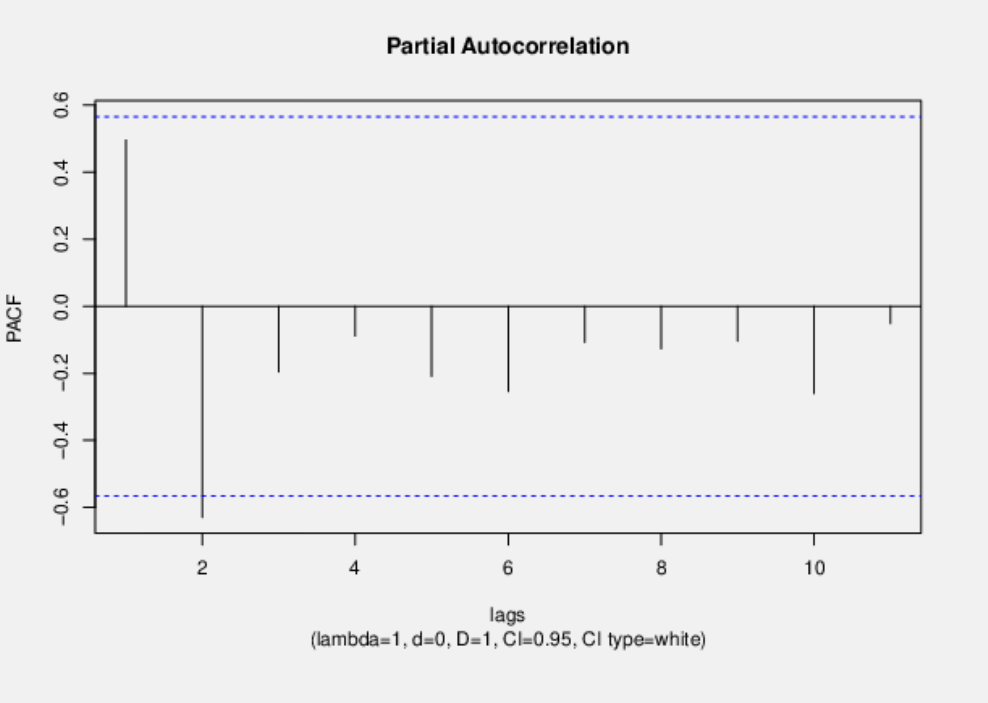 Partial Autocorrelation
PACF
0.6
0.4
0.2
0.0
−0.2
−0.4
−0.6
2 4 6 8 10
lags
(lambda=1, d=0, D=1, CI=0.95, CI type=white)